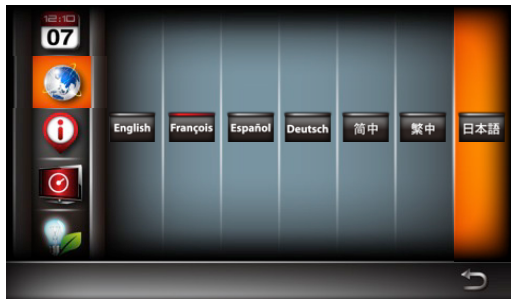 12:10
07
English
François
Español
Deutsch
简中
繁中
日本語